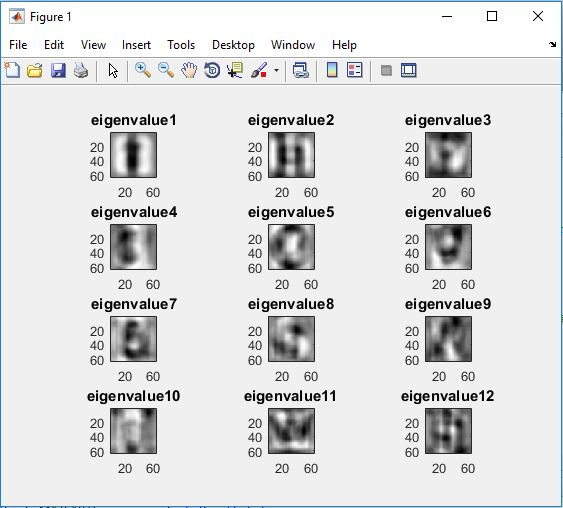 Figure 1
File Edit View Insert Tools Desktop Window Help
eigenvalue1 eigenvalue2 eigenvalue3
20 20 20
40 40 40
60 60 60
20 60 20 60 20 60
eigenvalue4 eigenvalue5 eigenvalue6
20 20 20
40 40 40
60 60 60
20 60 20 60 20 60
eigenvalue7 eigenvalue8 eigenvalue9
20 20 20
40 40 40
60 60 60
20 60 20 60 20 60
eigenvalue10 eigenvalue11 eigenvalue12
20 20 20
40 40 40
60 60 60
20 60 20 60 20 60